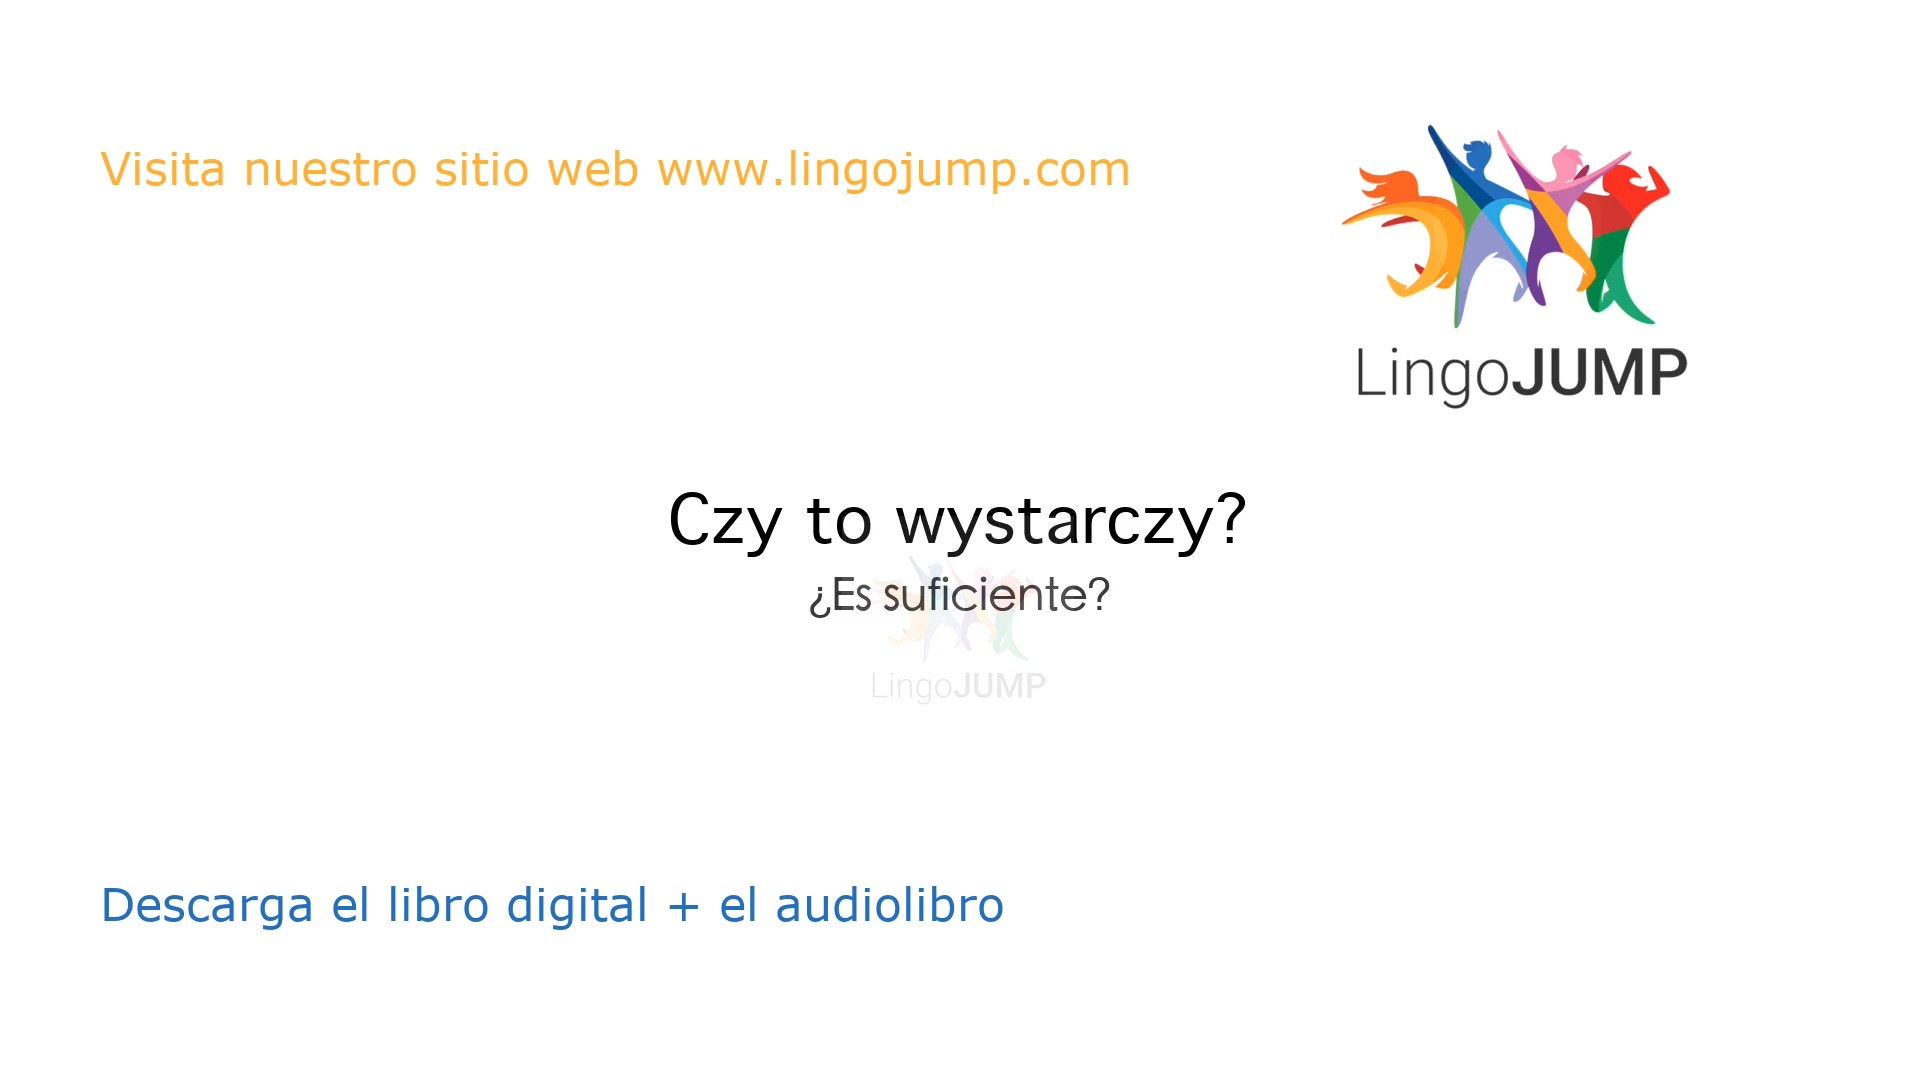 Visita nuestro sitio web www.lingojump.com
LingoJUMP
Czy to wystarczy?
¿Es suficiente?
LingoJUMP
Descarga el libro digital + el audiolibro